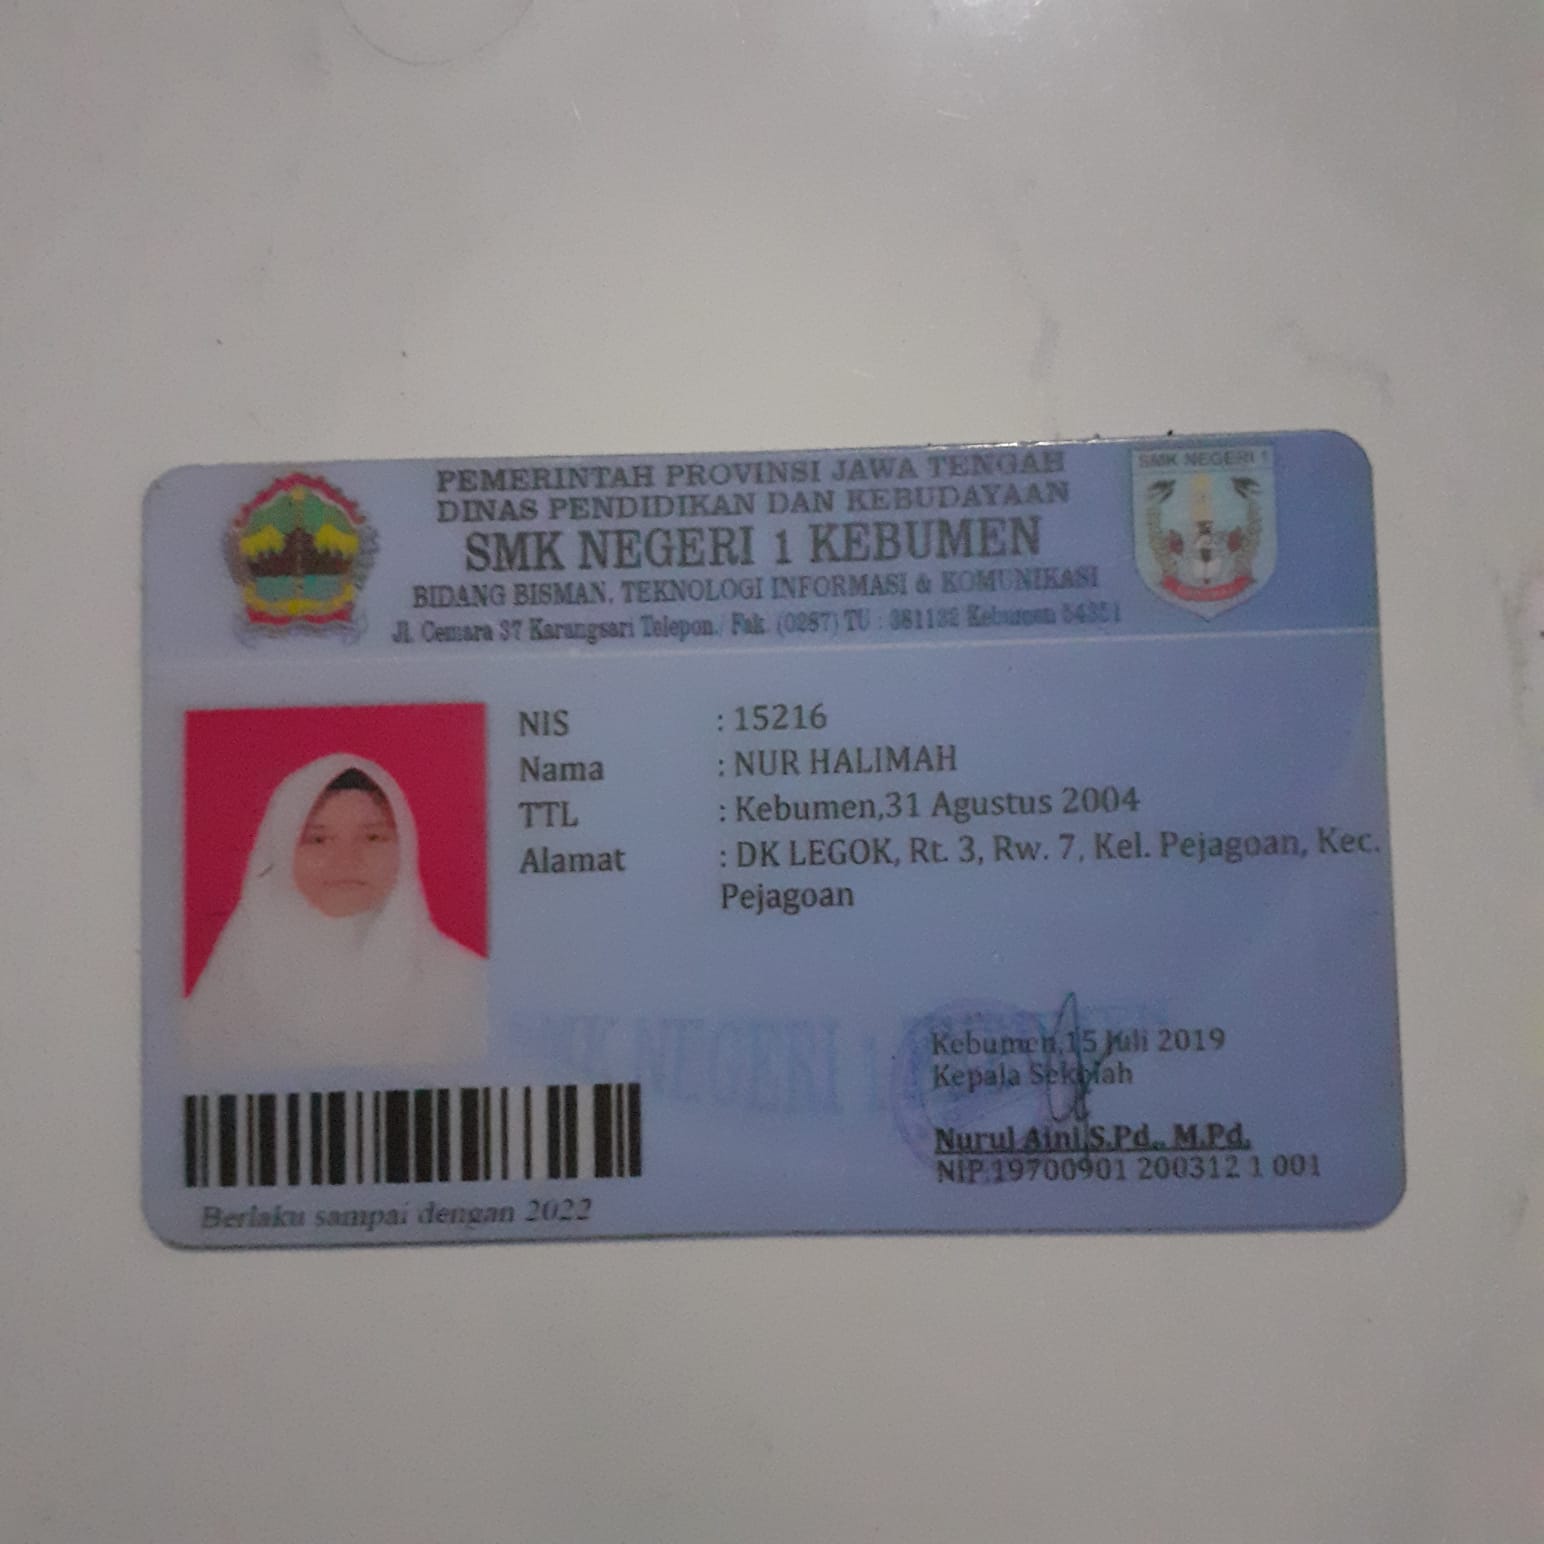 PEMERINTAH PROVINSI JAWA TENGAH
DINAS PENDIDIKAN DAN KEBUDAYAAN
SMK NEGERI 1 KEBUMEN
BIDANG BISMAN, TEKNOLOGI INFORMASI & KOMUNIKASI
Jl. Cemara 37 Karangsari Telepon./ Fak. (0287) TU : 381132 Kebumen 54351
SMK NEGERI 1
NIS : 15216
Nama : NUR HALIMAH
TTL : Kebumen,31 Agustus 2004
Alamat : DK LEGOK, Rt. 3, Rw. 7, Kel. Pejagoan, Kec.
Pejagoan
SMK NEGERI 1
Kebumen,15 Juli 2019
Kepala Sekolah
Nurul Aini,S.Pd., M.Pd.
NIP.19700901 200312 1 001
Berlaku sampai dengan 2022